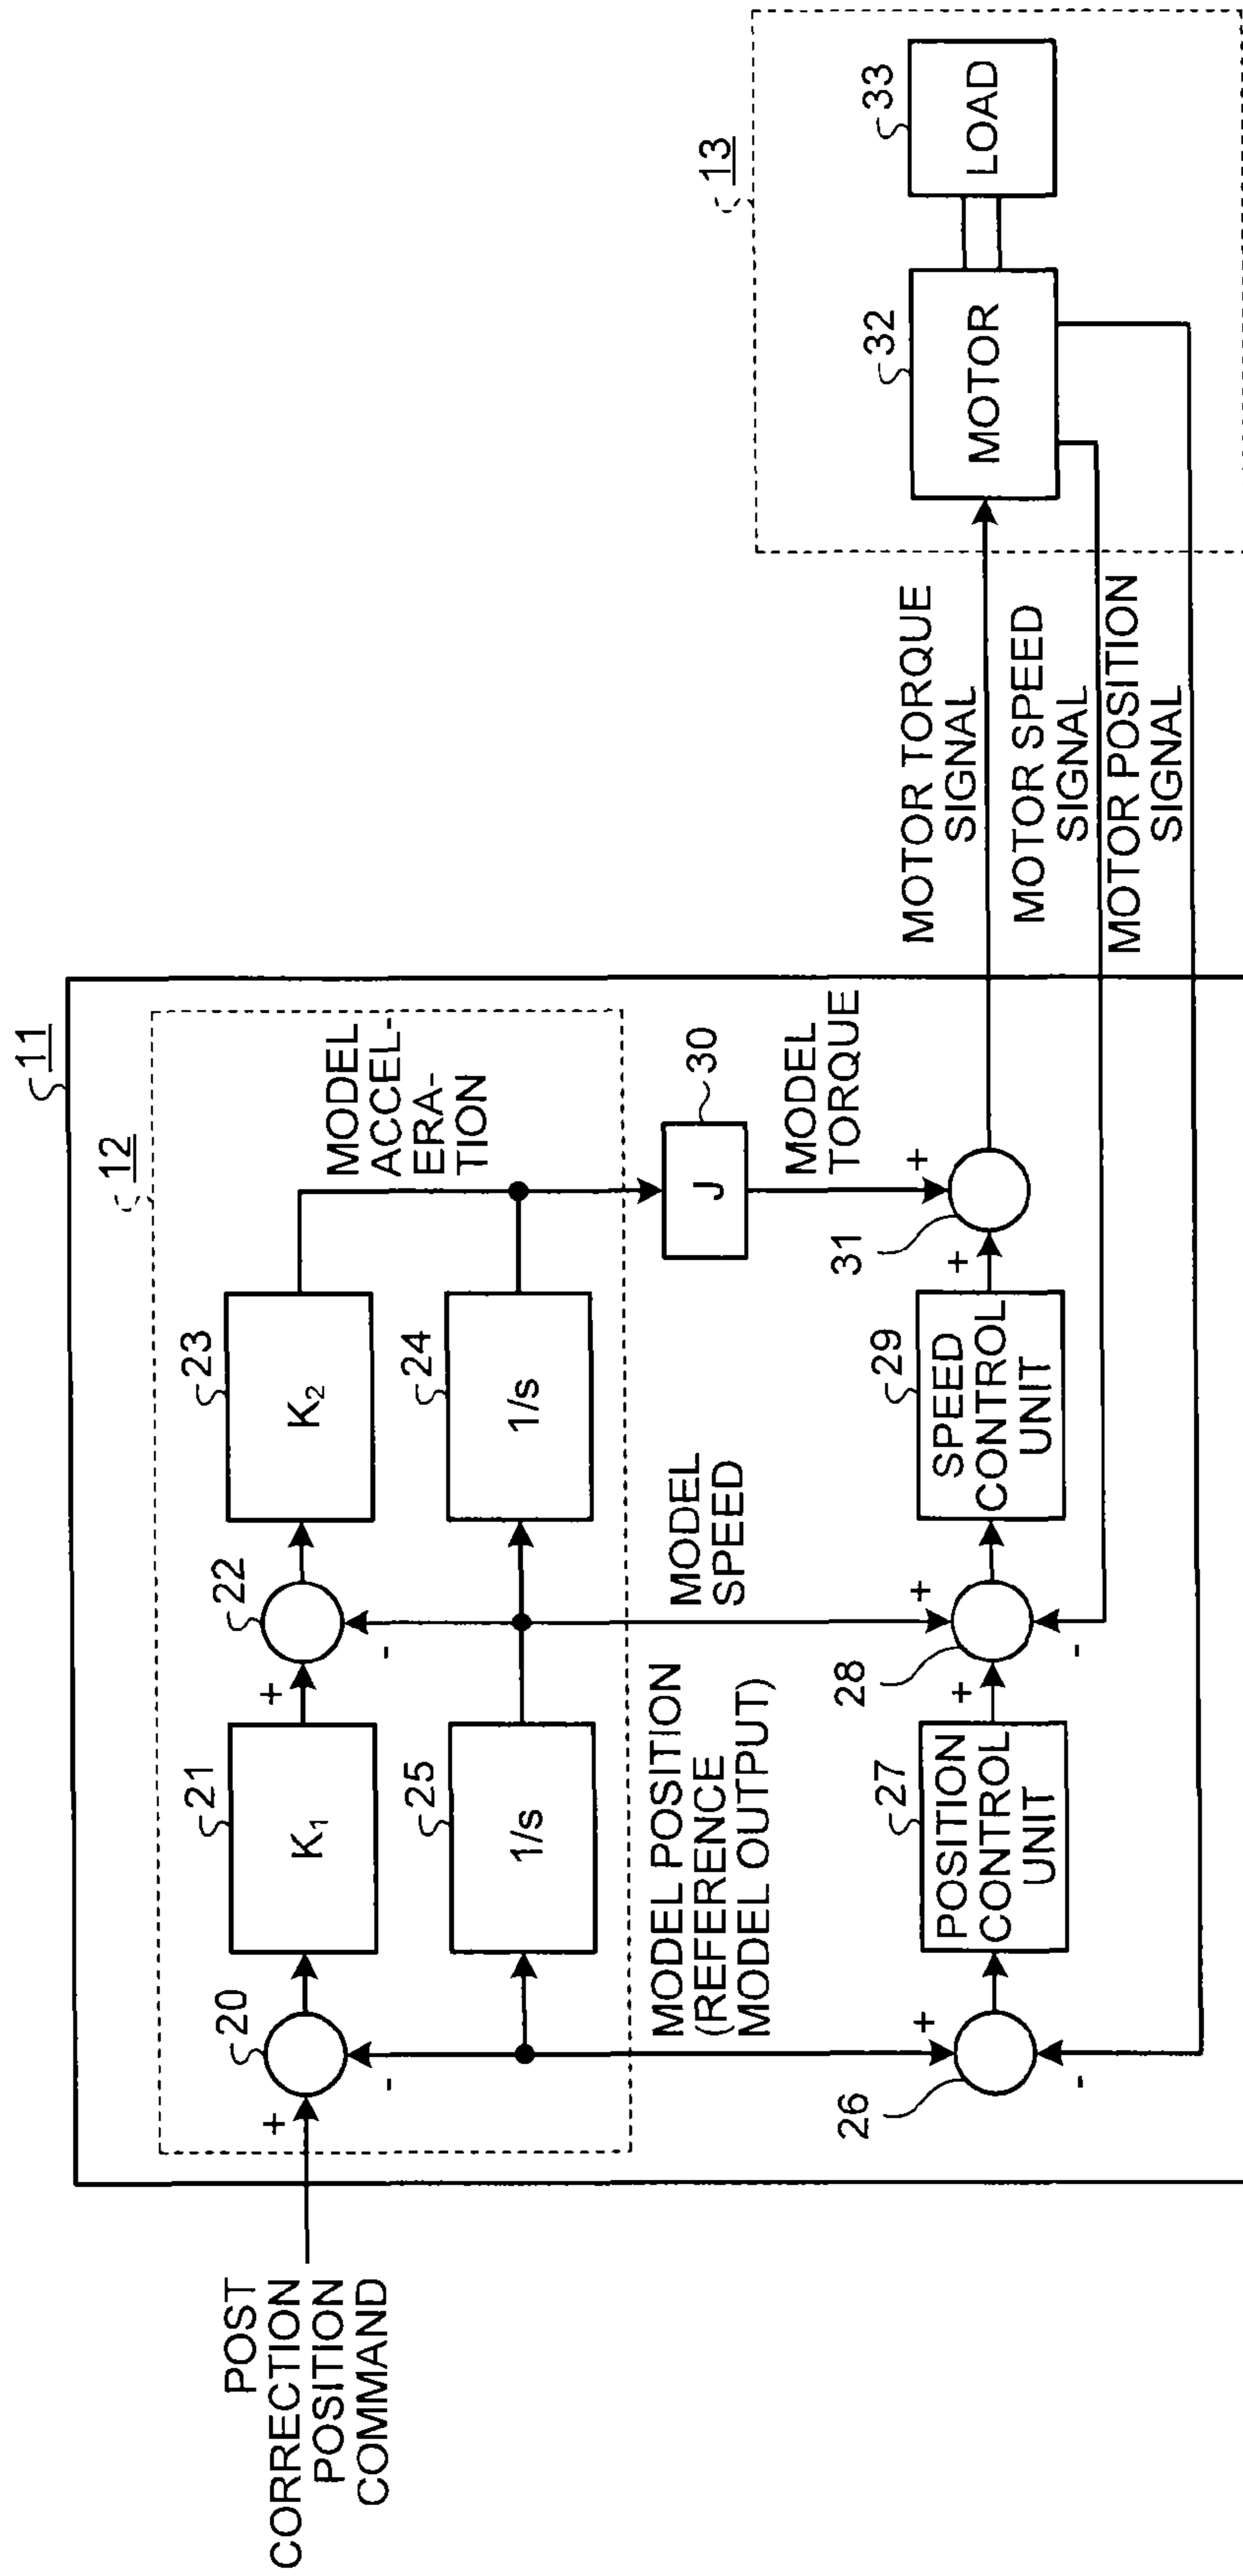 11
12
13
POST
CORRECTION
POSITION
COMMAND
+
-
20
21
K₁
+
-
22
23
K₂
MODEL
ACCEL-
ERA-
TION
25
1/s
24
1/s
MODEL POSITION
(REFERENCE
MODEL OUTPUT)
MODEL
SPEED
30
J
MODEL
TORQUE
26
+
-
27
POSITION
CONTROL
UNIT
28
+
+
-
29
SPEED
CONTROL
UNIT
31
+
+
MOTOR TORQUE
SIGNAL
MOTOR SPEED
SIGNAL
MOTOR POSITION
SIGNAL
32
MOTOR
33
LOAD